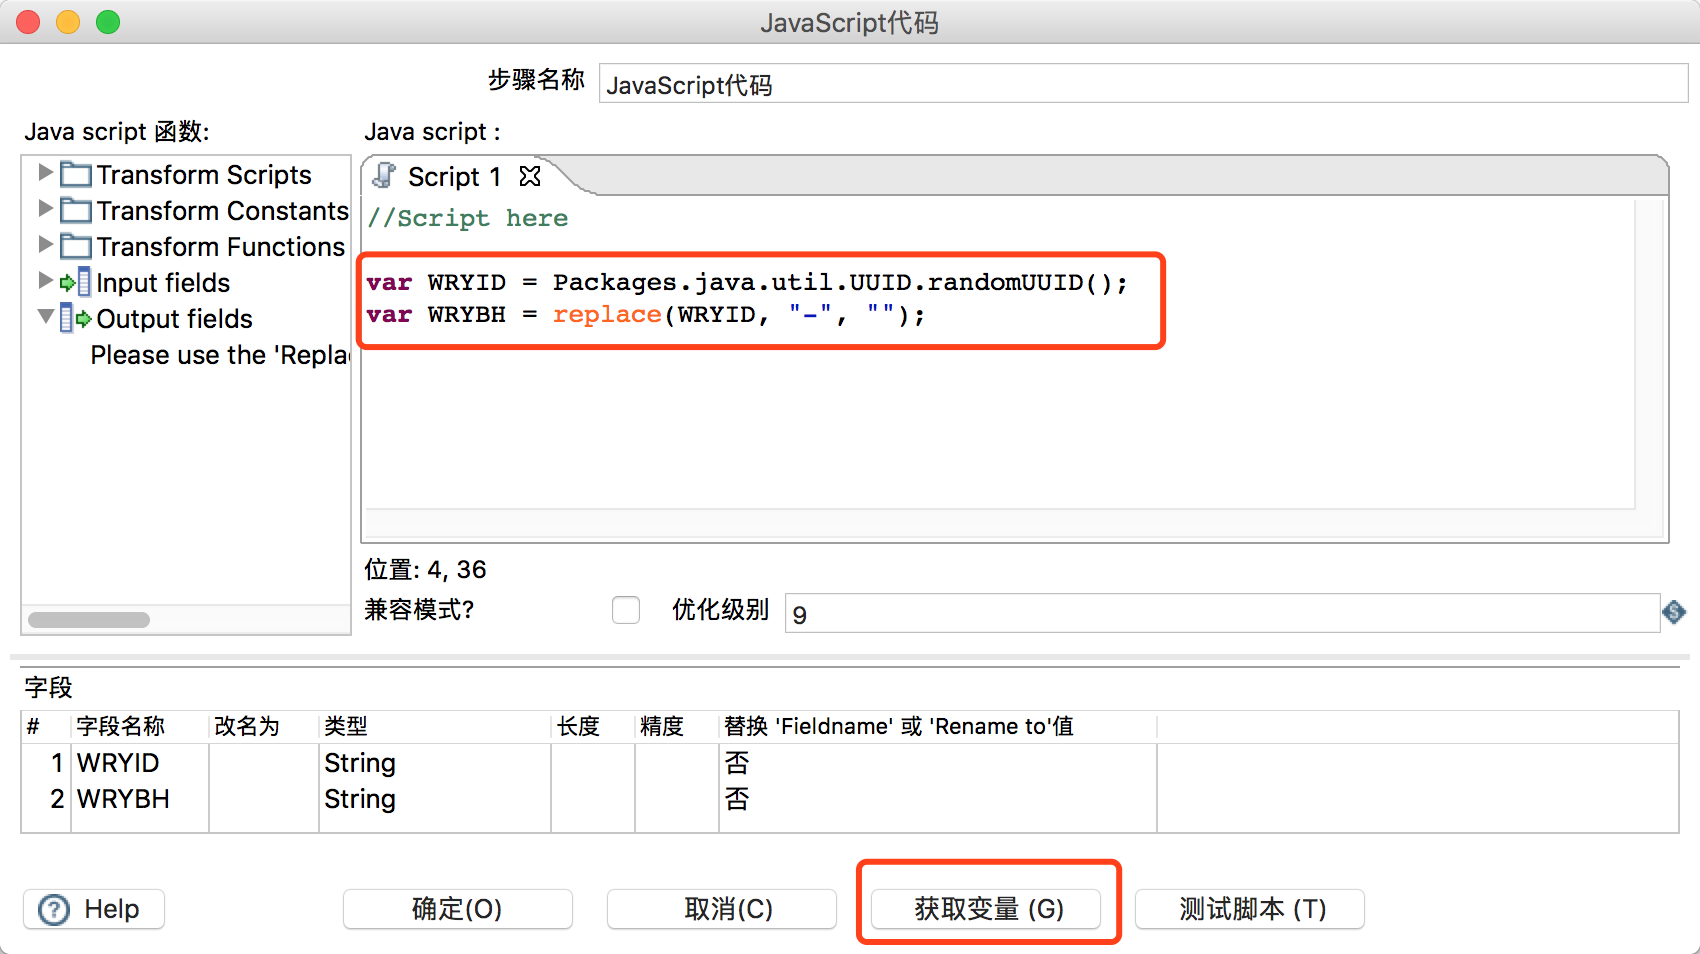 JavaScript代码
步骤名称
JavaScript代码
Java script 函数:
Java script :
Transform Scripts
Transform Constants
Transform Functions
Input fields
Output fields
Please use the 'Repla
Script 1
//Script here
var WRYID = Packages.java.util.UUID.randomUUID();
var WRYBH = replace(WRYID, "-", "");
位置: 4, 36
兼容模式?
优化级别
9
字段
# 字段名称 改名为 类型 长度 精度 替换 'Fieldname' 或 'Rename to'值
1 WRYID String 否
2 WRYBH String 否
Help
确定(O)
取消(C)
获取变量 (G)
测试脚本 (T)